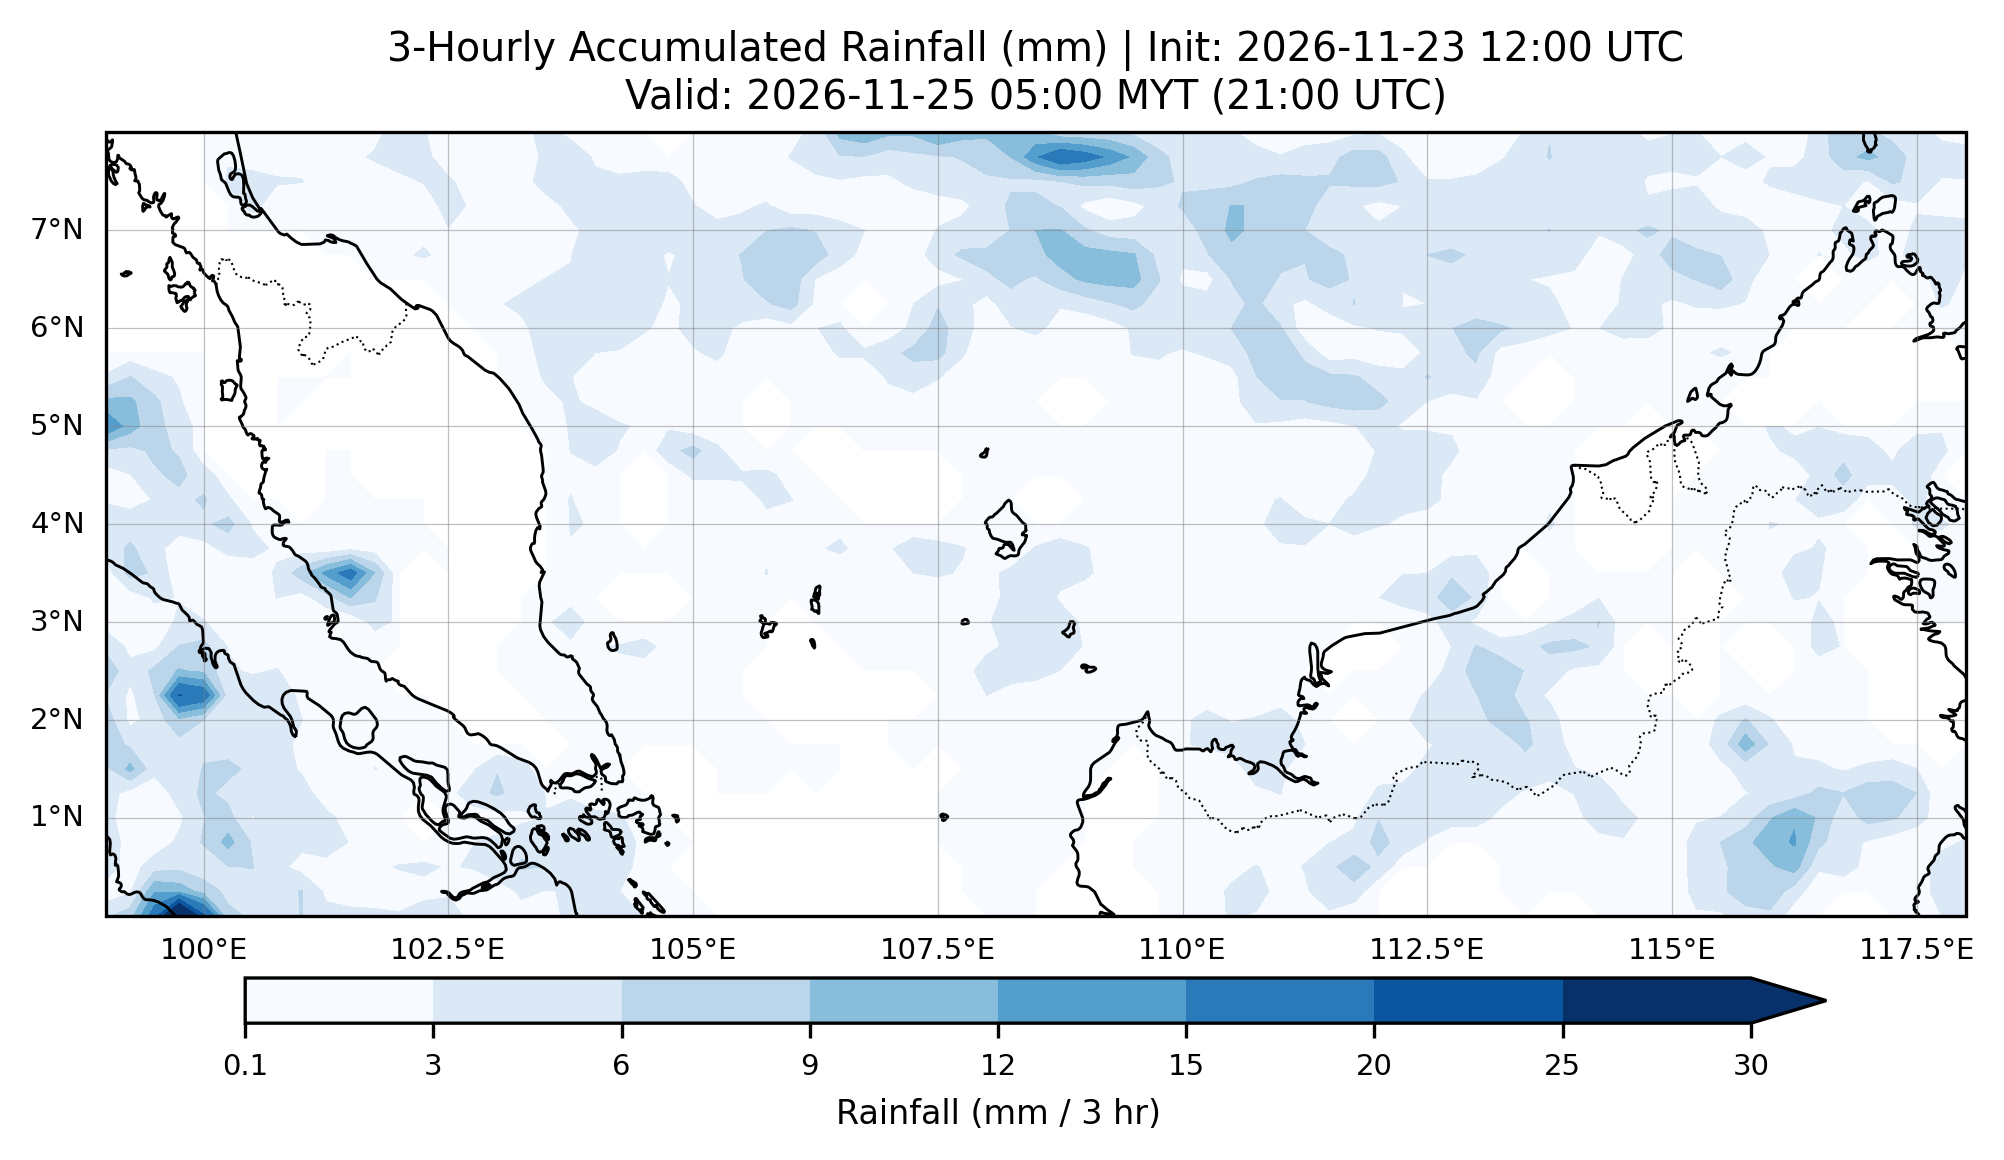 3-Hourly Accumulated Rainfall (mm) | Init: 2026-11-23 12:00 UTC
Valid: 2026-11-25 05:00 MYT (21:00 UTC)
7°N
6°N
5°N
4°N
3°N
2°N
1°N
100°E 102.5°E 105°E 107.5°E 110°E 112.5°E 115°E 117.5°E
0.1 3 6 9 12 15 20 25 30
Rainfall (mm / 3 hr)